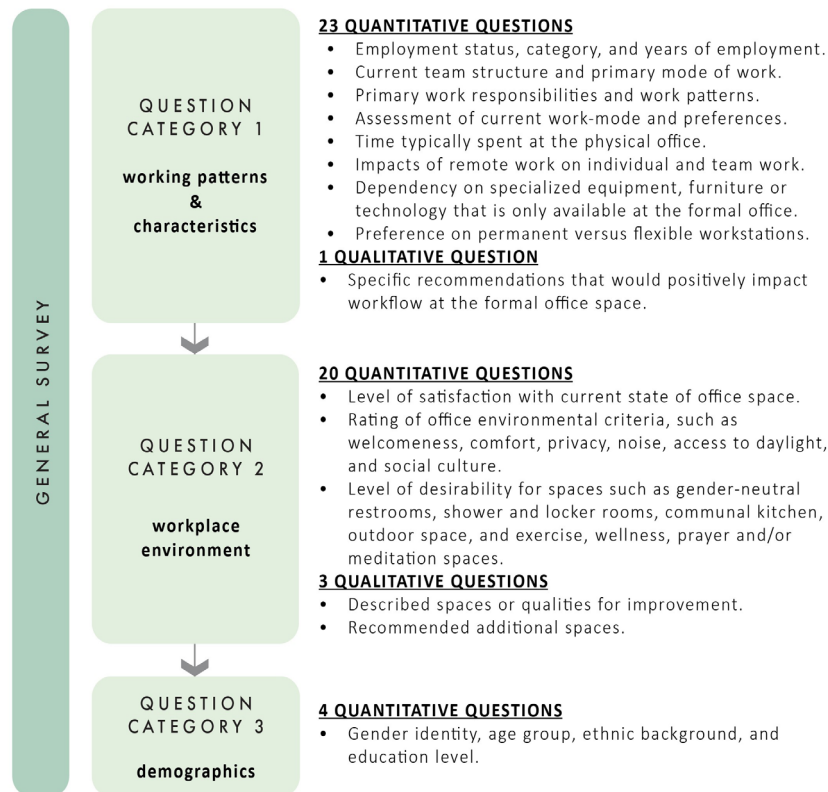 GENERAL SURVEY
QUESTION
CATEGORY 1
working patterns
&
characteristics
23 QUANTITATIVE QUESTIONS
• Employment status, category, and years of employment.
• Current team structure and primary mode of work.
• Primary work responsibilities and work patterns.
• Assessment of current work-mode and preferences.
• Time typically spent at the physical office.
• Impacts of remote work on individual and team work.
• Dependency on specialized equipment, furniture or
technology that is only available at the formal office.
• Preference on permanent versus flexible workstations.
1 QUALITATIVE QUESTION
• Specific recommendations that would positively impact
workflow at the formal office space.
QUESTION
CATEGORY 2
workplace
environment
20 QUANTITATIVE QUESTIONS
• Level of satisfaction with current state of office space.
• Rating of office environmental criteria, such as
welcomeness, comfort, privacy, noise, access to daylight,
and social culture.
• Level of desirability for spaces such as gender-neutral
restrooms, shower and locker rooms, communal kitchen,
outdoor space, and exercise, wellness, prayer and/or
meditation spaces.
3 QUALITATIVE QUESTIONS
• Described spaces or qualities for improvement.
• Recommended additional spaces.
QUESTION
CATEGORY 3
demographics
4 QUANTITATIVE QUESTIONS
• Gender identity, age group, ethnic background, and
education level.